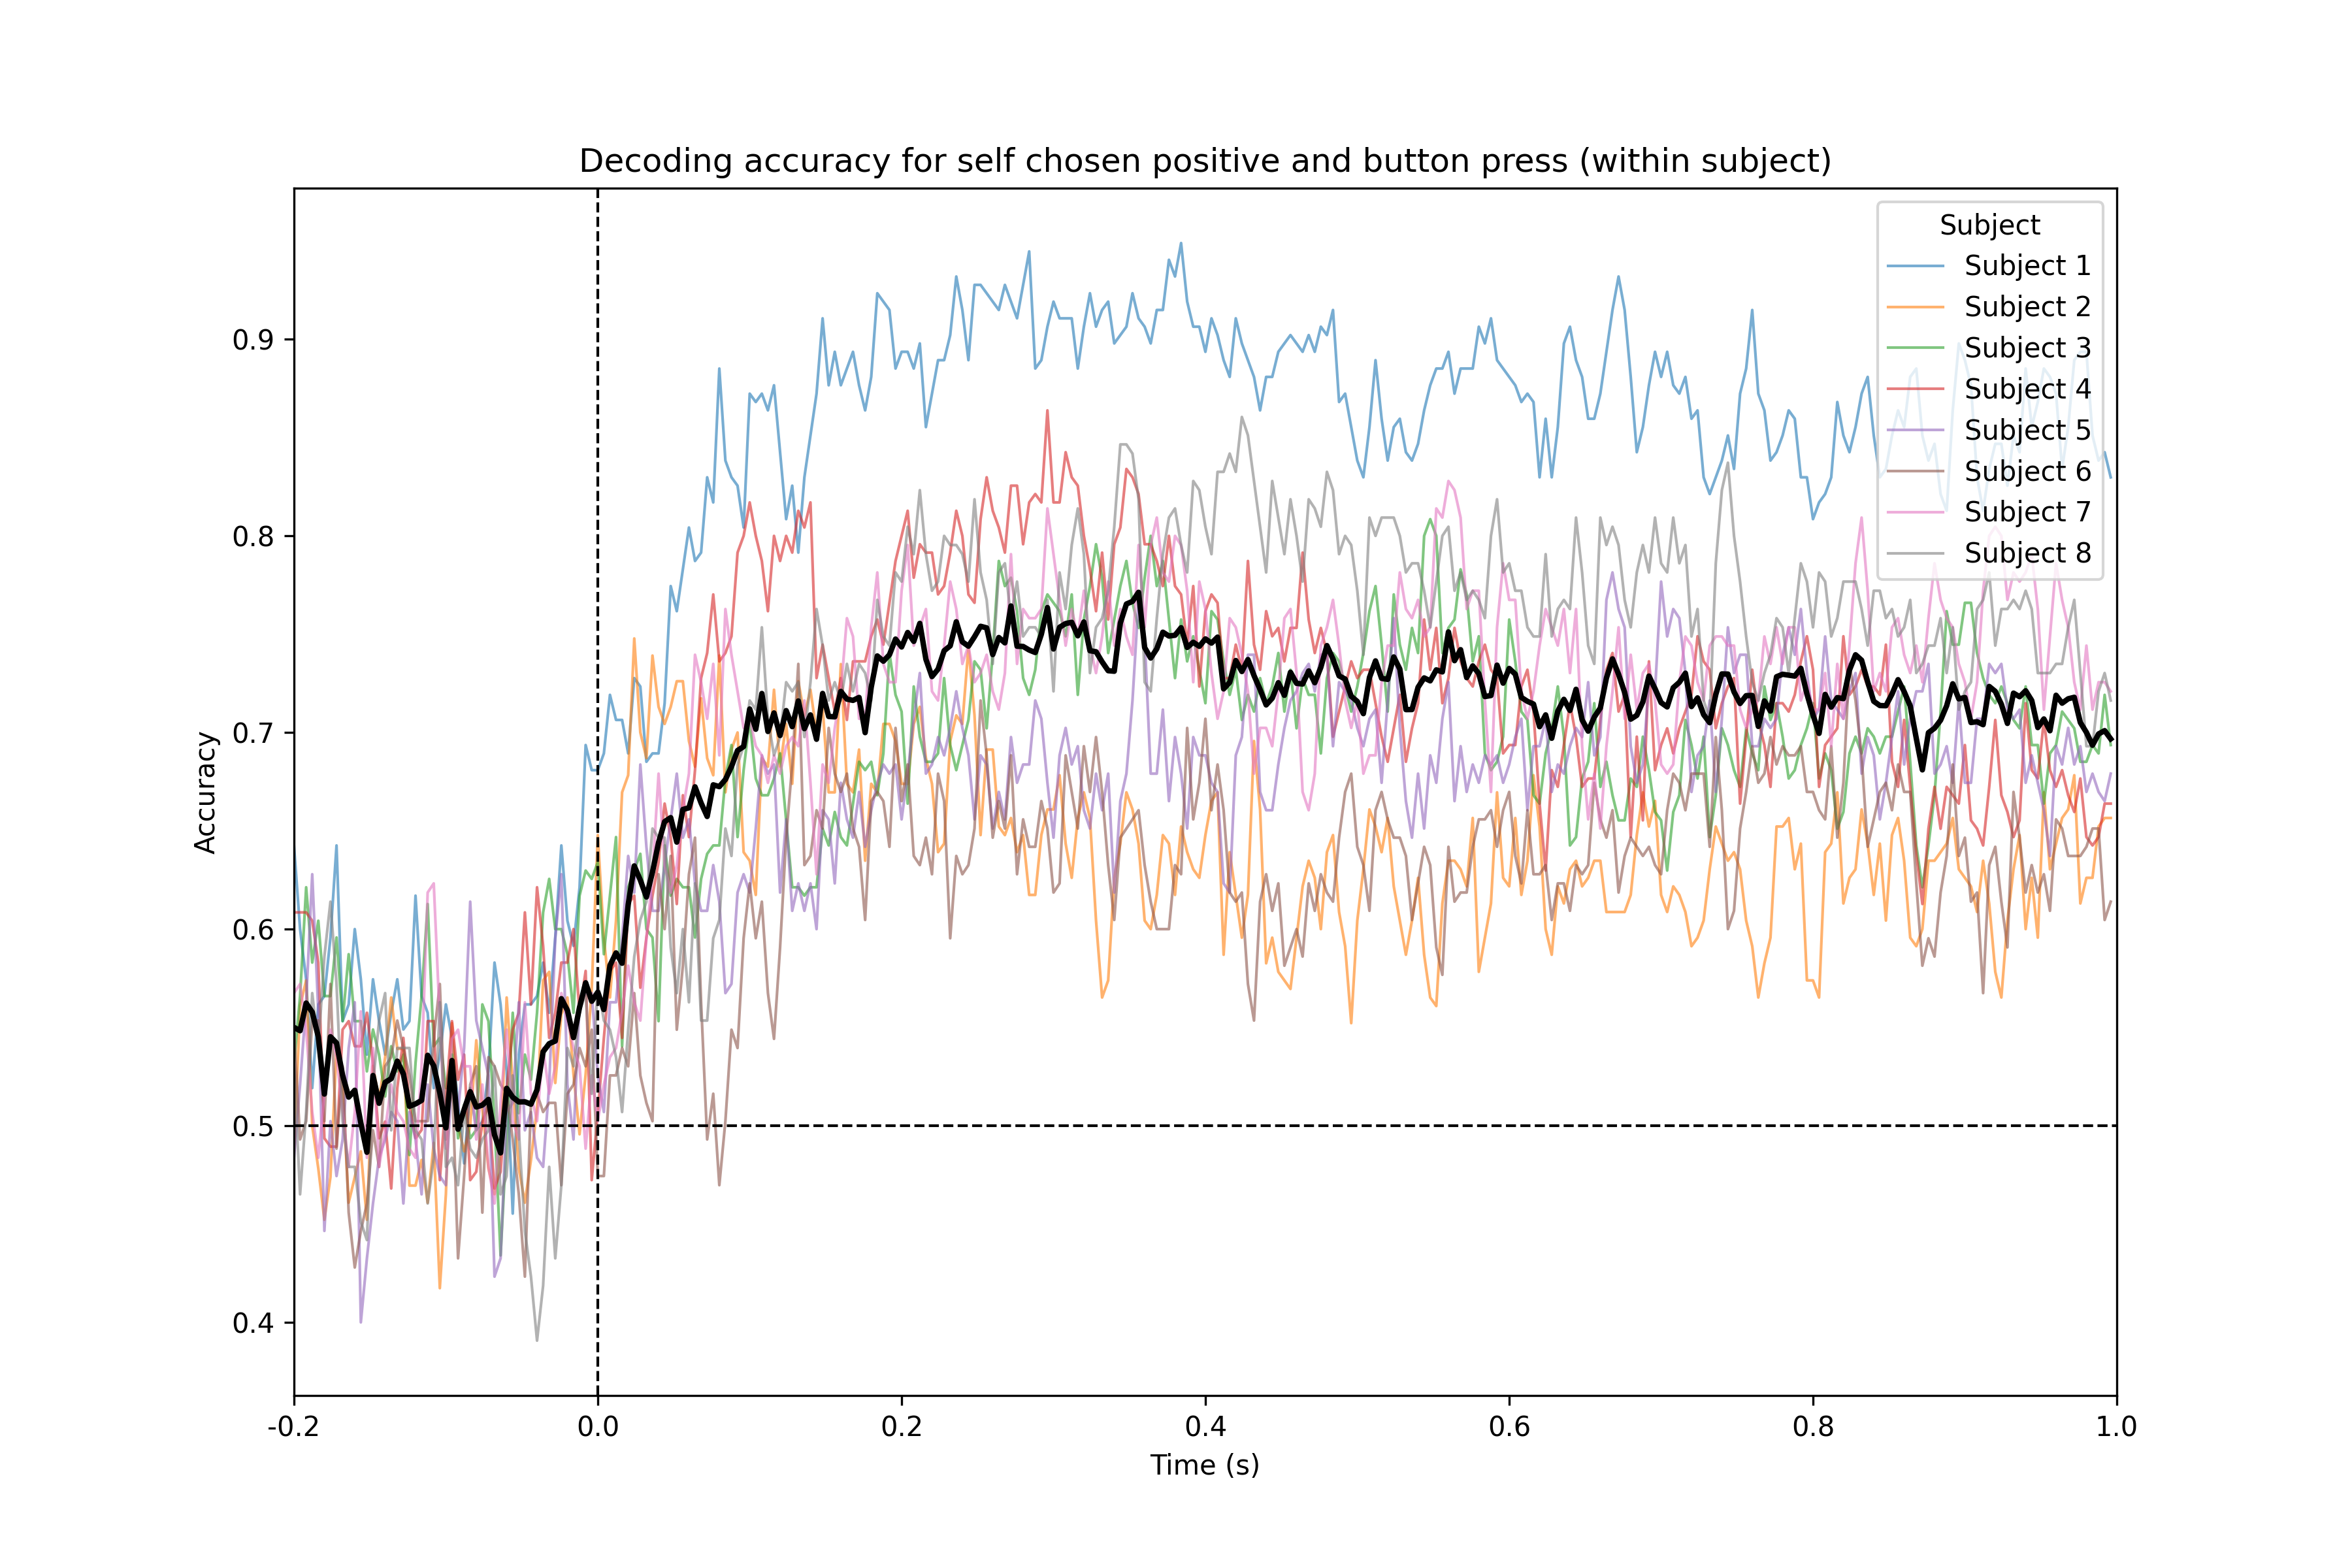 Decoding accuracy for self chosen positive and button press (within subject)
Subject
Subject 1
Subject 2
Subject 3
Subject 4
Subject 5
Subject 6
Subject 7
Subject 8
0.9
0.8
0.7
0.6
0.5
0.4
Accuracy
-0.2 0.0 0.2 0.4 0.6 0.8 1.0
Time (s)